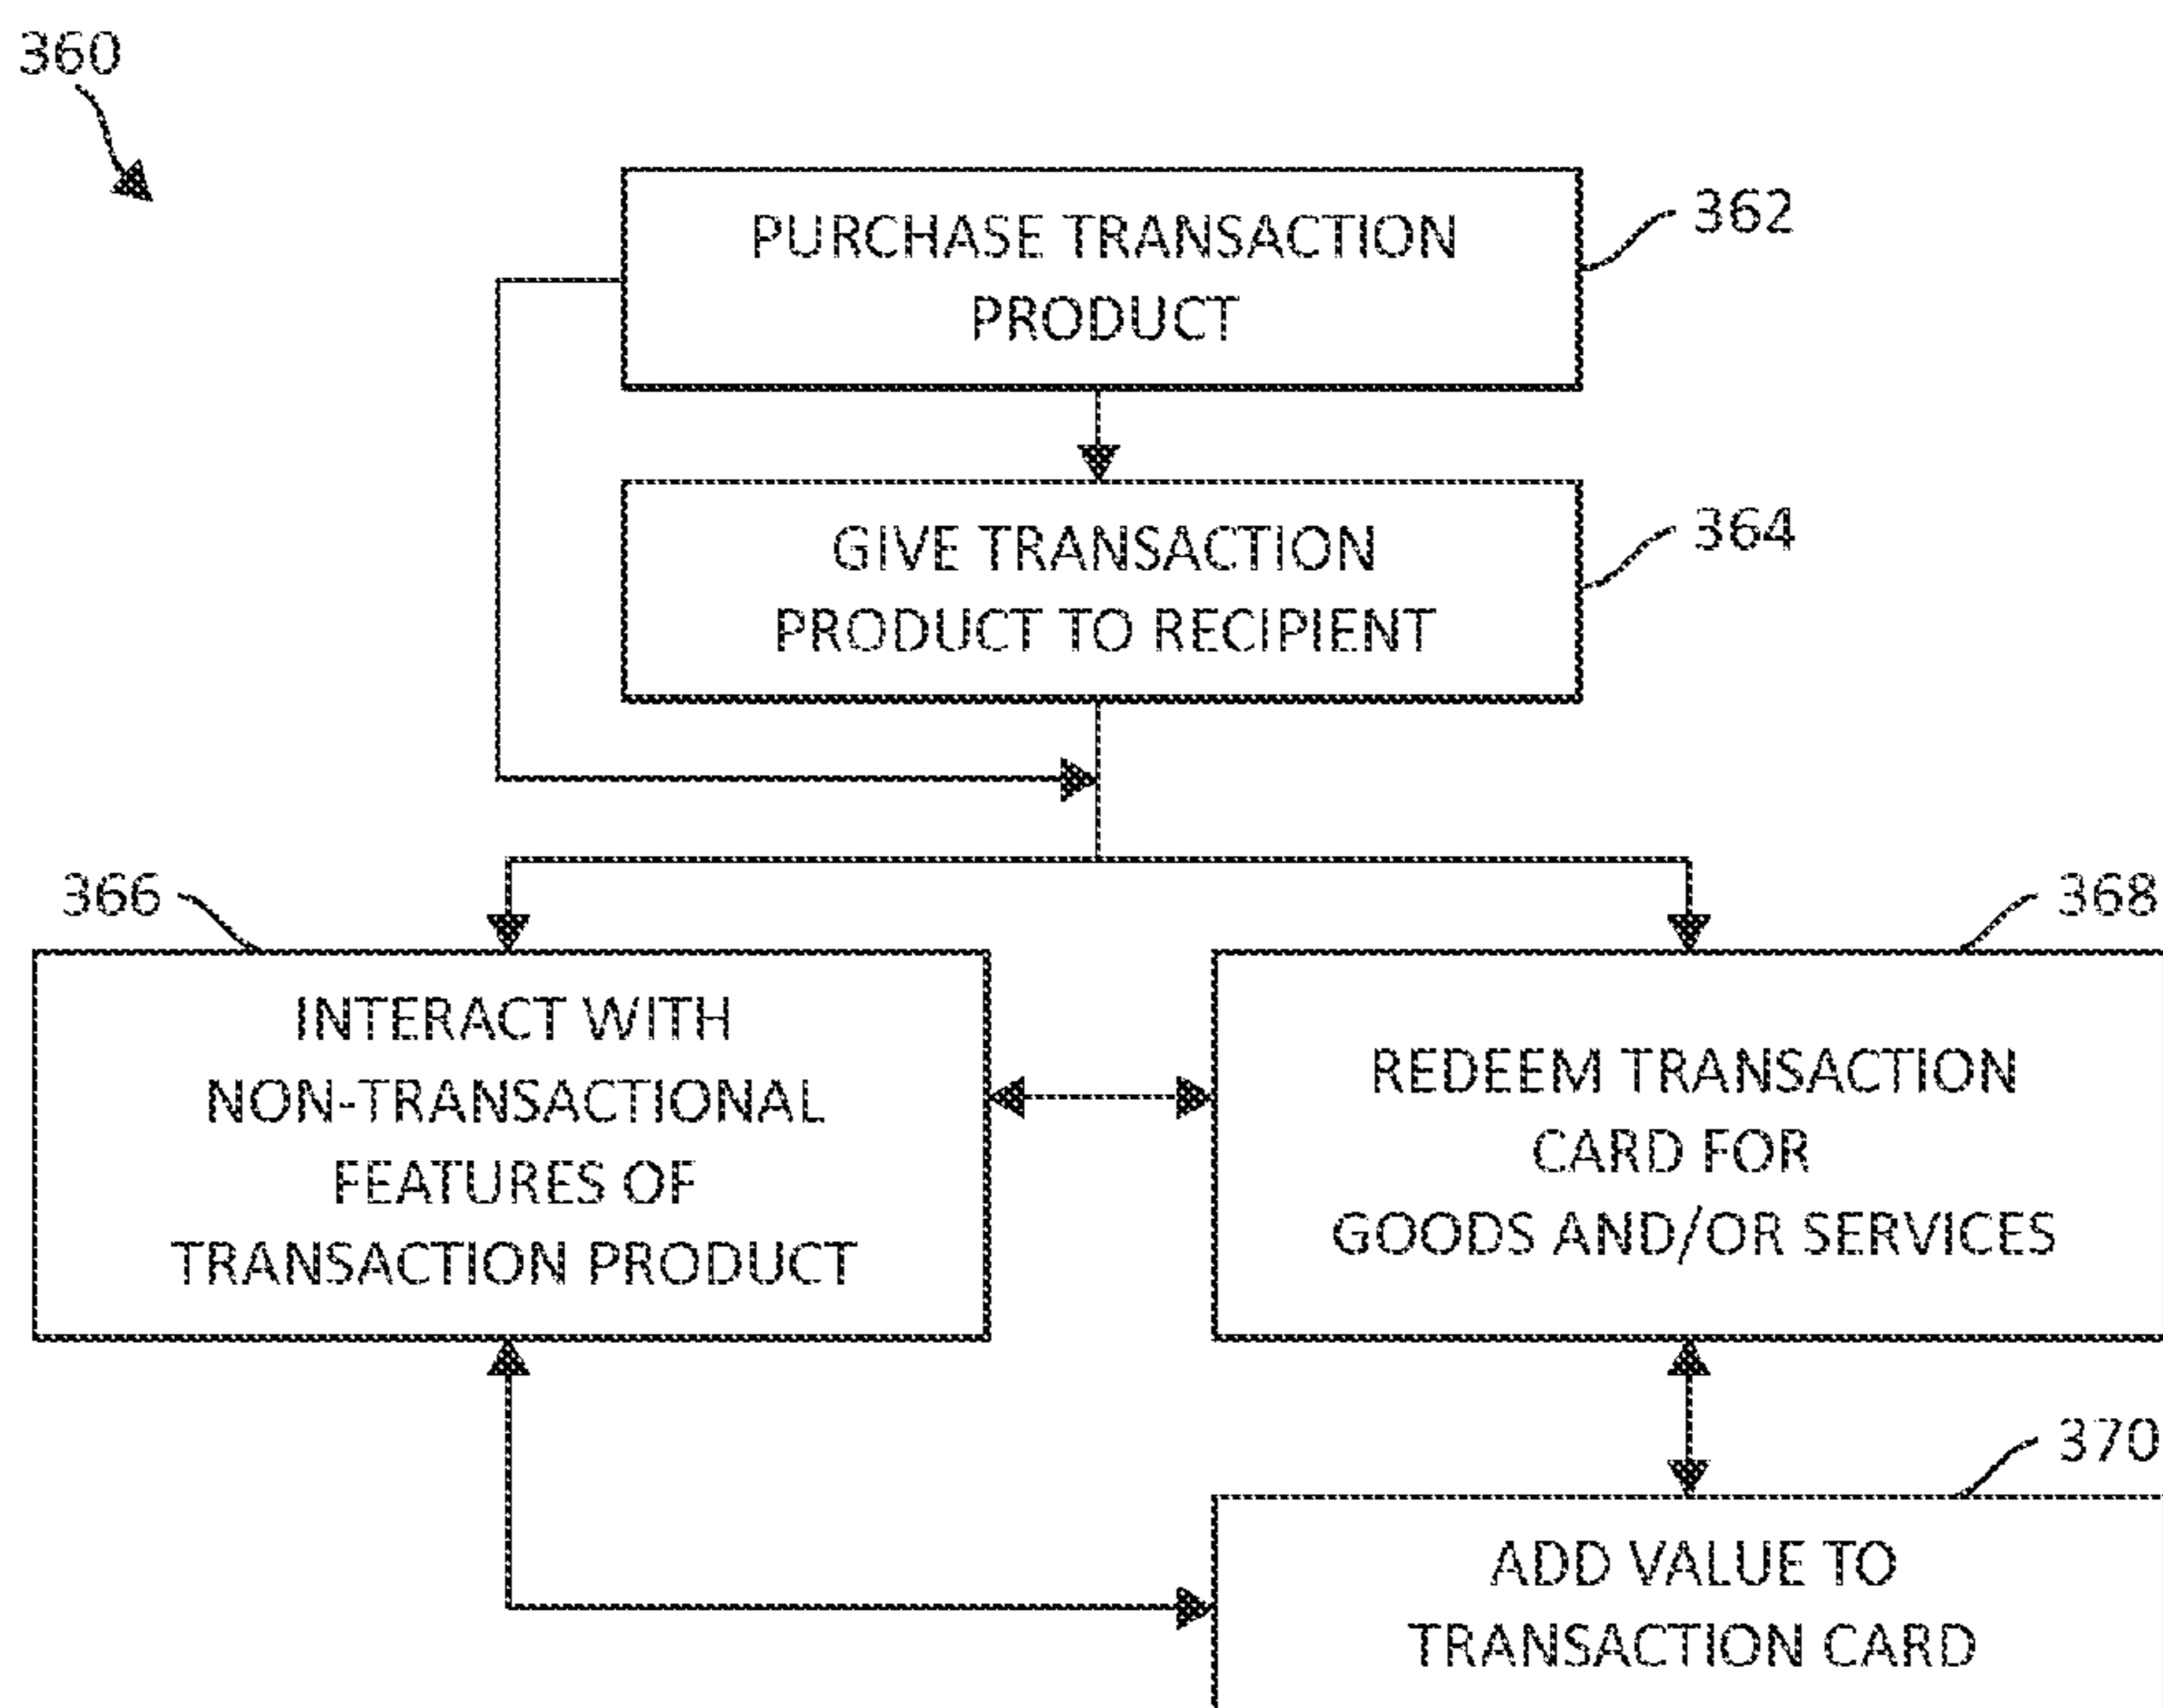 360
PURCHASE TRANSACTION
PRODUCT
362
GIVE TRANSACTION
PRODUCT TO RECIPIENT
364
366
INTERACT WITH
NON-TRANSACTIONAL
FEATURES OF
TRANSACTION PRODUCT
368
REDEEM TRANSACTION
CARD FOR
GOODS AND/OR SERVICES
370
ADD VALUE TO
TRANSACTION CARD